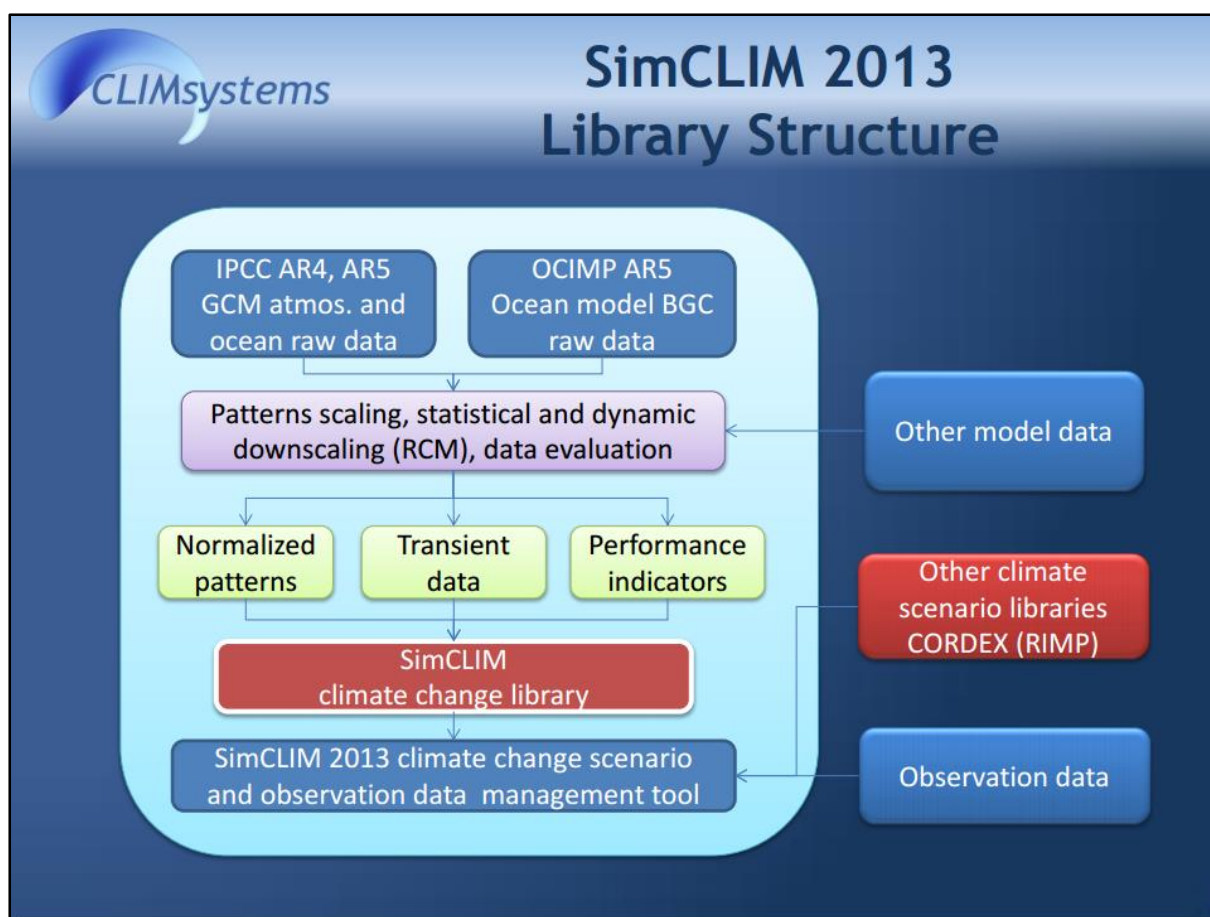 CLIMsystems
SimCLIM 2013
Library Structure
IPCC AR4, AR5
GCM atmos. and
ocean raw data
OCIMP AR5
Ocean model BGC
raw data
Patterns scaling, statistical and dynamic
downscaling (RCM), data evaluation
Other model data
Normalized
patterns
Transient
data
Performance
indicators
Other climate
scenario libraries
CORDEX (RIMP)
SimCLIM
climate change library
SimCLIM 2013 climate change scenario
and observation data management tool
Observation data